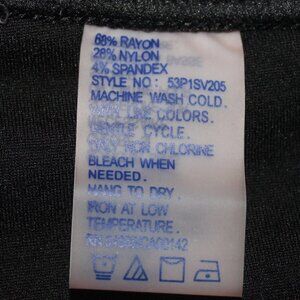 68% RAYON
28% NYLON
4% SPANDEX
STYLE NO: 53P1SV205
MACHINE WASH COLD.
WITH LIKE COLORS.
GENTLE CYCLE.
ONLY NON CHLORINE
BLEACH WHEN
NEEDED.
HANG TO DRY.
IRON AT LOW
TEMPERATURE.